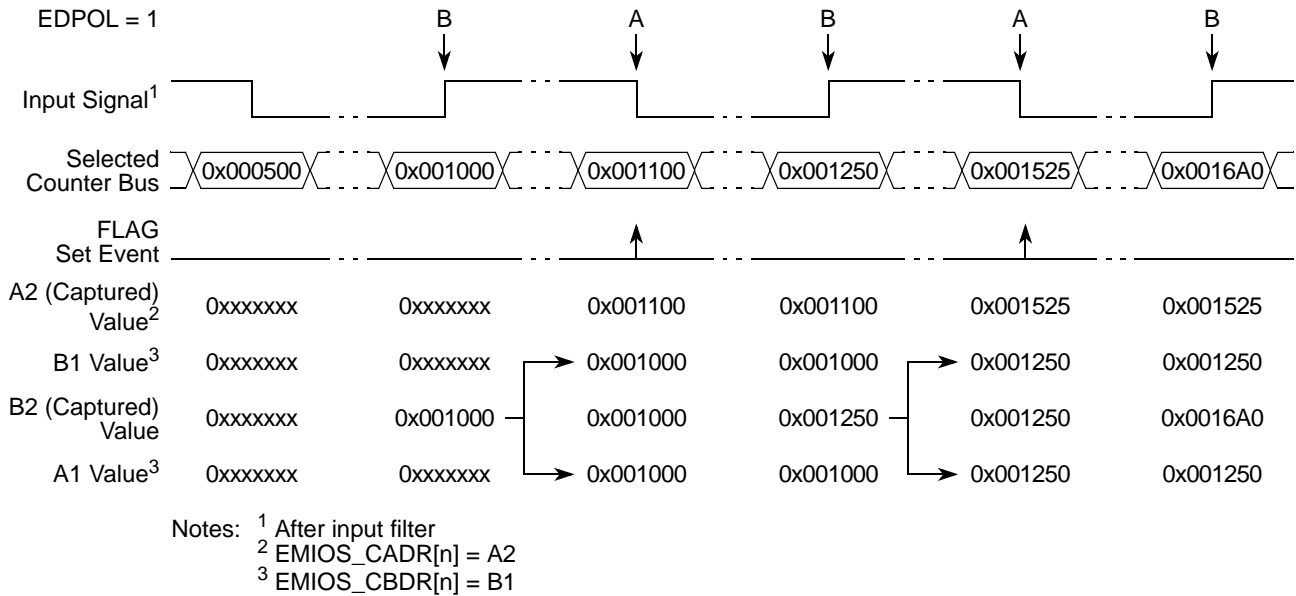 EDPOL = 1 B A B A B
Input Signal1
Selected
Counter Bus 0x000500 0x001000 0x001100 0x001250 0x001525 0x0016A0
FLAG
Set Event
A2 (Captured)
Value2 0xxxxxxx 0xxxxxxx 0x001100 0x001100 0x001525 0x001525
B1 Value3 0xxxxxxx 0xxxxxxx 0x001000 0x001000 0x001250 0x001250
B2 (Captured)
Value 0xxxxxxx 0x001000 0x001000 0x001250 0x001250 0x0016A0
A1 Value3 0xxxxxxx 0xxxxxxx 0x001000 0x001000 0x001250 0x001250
Notes: 1 After input filter
2 EMIOS_CADR[n] = A2
3 EMIOS_CBDR[n] = B1